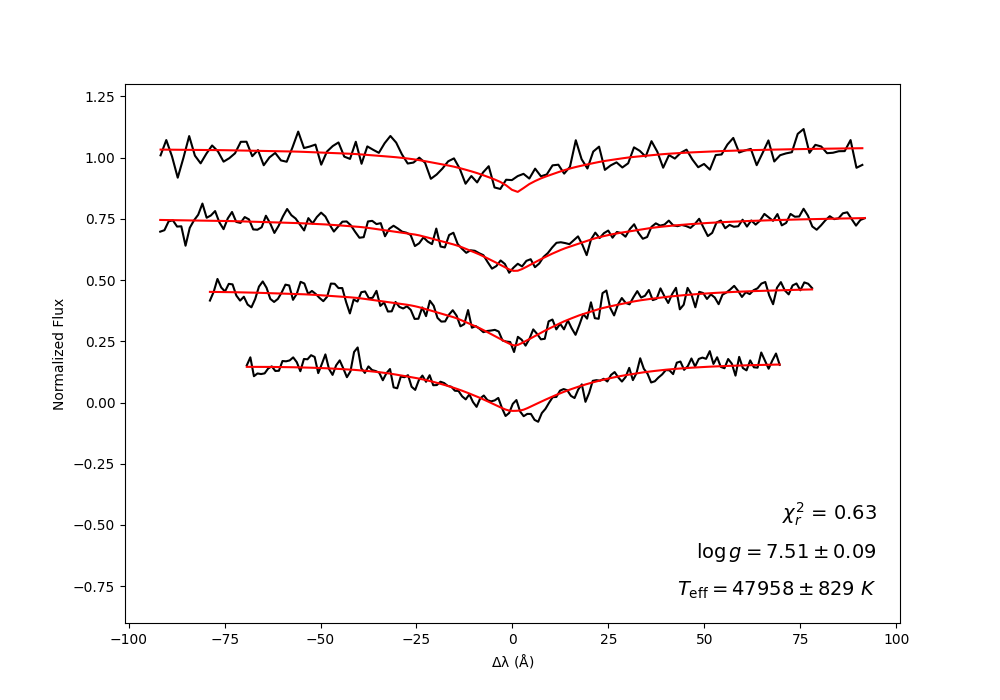 1.25
1.00
0.75
0.50
0.25
0.00
−0.25
−0.50
−0.75
Normalized Flux
χ²ᵣ = 0.63
log g = 7.51 ± 0.09
T_eff = 47958 ± 829 K
−100 −75 −50 −25 0 25 50 75 100
Δλ (Å)